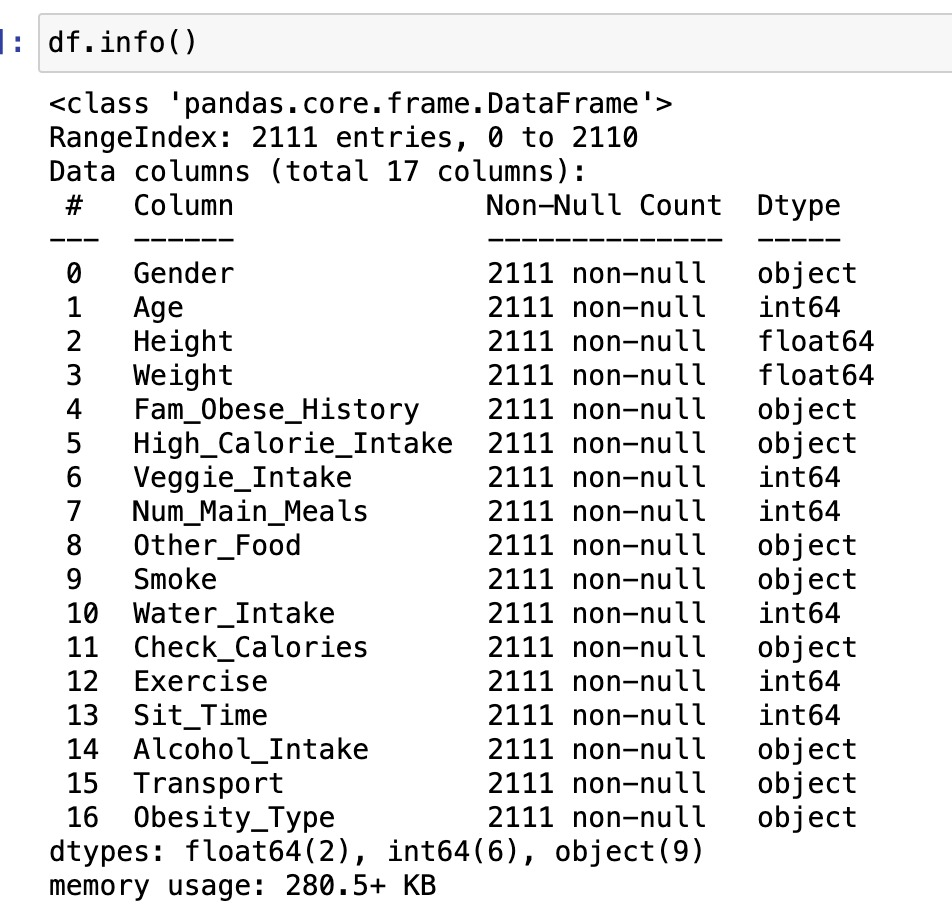 ]: df.info()
<class 'pandas.core.frame.DataFrame'>
RangeIndex: 2111 entries, 0 to 2110
Data columns (total 17 columns):
 #   Column               Non-Null Count  Dtype
---  ------               --------------  -----
 0   Gender               2111 non-null   object
 1   Age                  2111 non-null   int64
 2   Height               2111 non-null   float64
 3   Weight               2111 non-null   float64
 4   Fam_Obese_History    2111 non-null   object
 5   High_Calorie_Intake  2111 non-null   object
 6   Veggie_Intake        2111 non-null   int64
 7   Num_Main_Meals       2111 non-null   int64
 8   Other_Food           2111 non-null   object
 9   Smoke                2111 non-null   object
 10  Water_Intake         2111 non-null   int64
 11  Check_Calories       2111 non-null   object
 12  Exercise             2111 non-null   int64
 13  Sit_Time             2111 non-null   int64
 14  Alcohol_Intake       2111 non-null   object
 15  Transport            2111 non-null   object
 16  Obesity_Type         2111 non-null   object
dtypes: float64(2), int64(6), object(9)
memory usage: 280.5+ KB